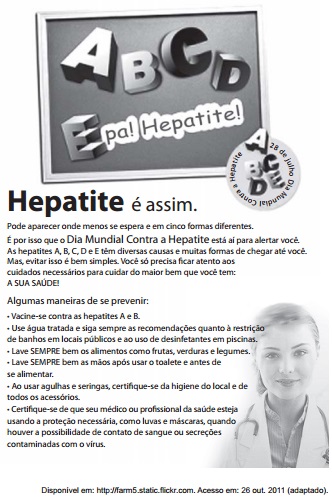 A B C D
Epa! Hepatite!
28 de julho Dia Mundial Contra a Hepatite
A B C D E
Hepatite é assim.
Pode aparecer onde menos se espera e em cinco formas diferentes.
É por isso que o Dia Mundial Contra a Hepatite está aí para alertar você.
As hepatites A, B, C, D e E têm diversas causas e muitas formas de chegar até você.
Mas, evitar isso é bem simples. Você só precisa ficar atento aos
cuidados necessários para cuidar do maior bem que você tem:
A SUA SAÚDE!
Algumas maneiras de se prevenir:
• Vacine-se contra as hepatites A e B.
• Use água tratada e siga sempre as recomendações quanto à restrição
de banhos em locais públicos e ao uso de desinfetantes em piscinas.
• Lave SEMPRE bem os alimentos como frutas, verduras e legumes.
• Lave SEMPRE bem as mãos após usar o toalete e antes de
se alimentar.
• Ao usar agulhas e seringas, certifique-se da higiene do local e de
todos os acessórios.
• Certifique-se de que seu médico ou profissional da saúde esteja
usando a proteção necessária, como luvas e máscaras, quando
houver a possibilidade de contato de sangue ou secreções
contaminadas com o vírus.
Disponível em: http://farm5.static.flickr.com. Acesso em: 26 out. 2011 (adaptado).